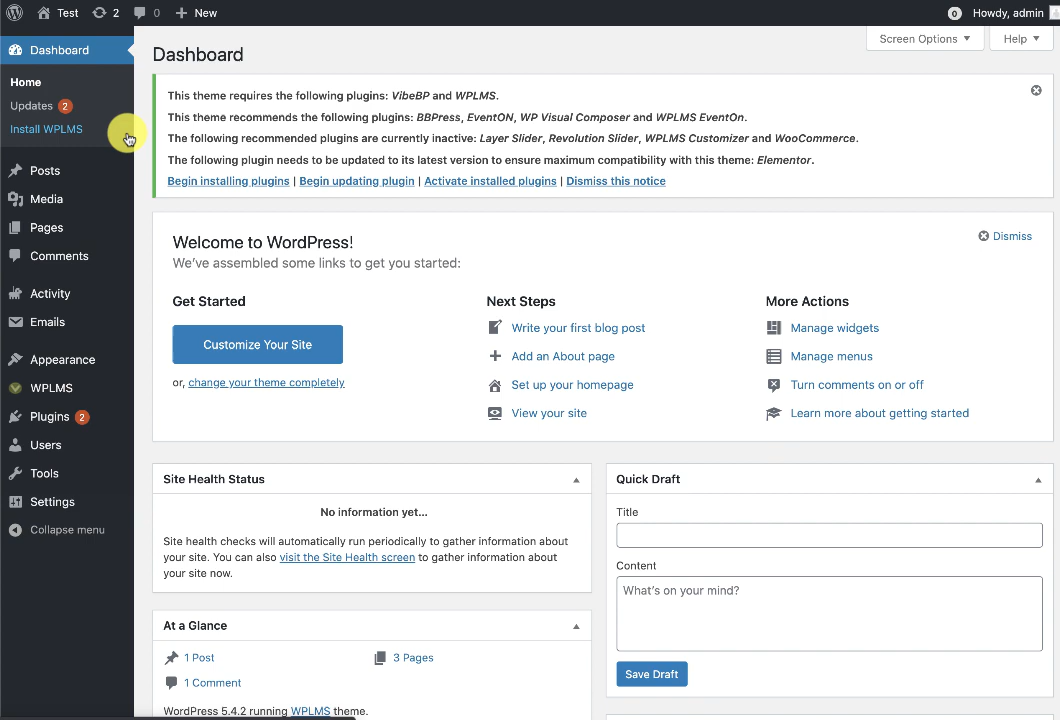 Test 2 0 New 0 Howdy, admin
Screen Options Help
Dashboard
Home
Updates 2
Install WPLMS
Posts
Media
Pages
Comments
Activity
Emails
Appearance
WPLMS
Plugins 2
Users
Tools
Settings
Collapse menu
Dashboard
This theme requires the following plugins: VibeBP and WPLMS.
This theme recommends the following plugins: BBPress, EventON, WP Visual Composer and WPLMS EventOn.
The following recommended plugins are currently inactive: Layer Slider, Revolution Slider, WPLMS Customizer and WooCommerce.
The following plugin needs to be updated to its latest version to ensure maximum compatibility with this theme: Elementor.
Begin installing plugins | Begin updating plugin | Activate installed plugins | Dismiss this notice
Welcome to WordPress!
Dismiss
We've assembled some links to get you started:
Get Started
Customize Your Site
or, change your theme completely
Next Steps
Write your first blog post
Add an About page
Set up your homepage
View your site
More Actions
Manage widgets
Manage menus
Turn comments on or off
Learn more about getting started
Site Health Status
No information yet...
Site health checks will automatically run periodically to gather information about
your site. You can also visit the Site Health screen to gather information about
your site now.
At a Glance
1 Post 3 Pages
1 Comment
WordPress 5.4.2 running WPLMS theme.
Quick Draft
Title
Content
What's on your mind?
Save Draft